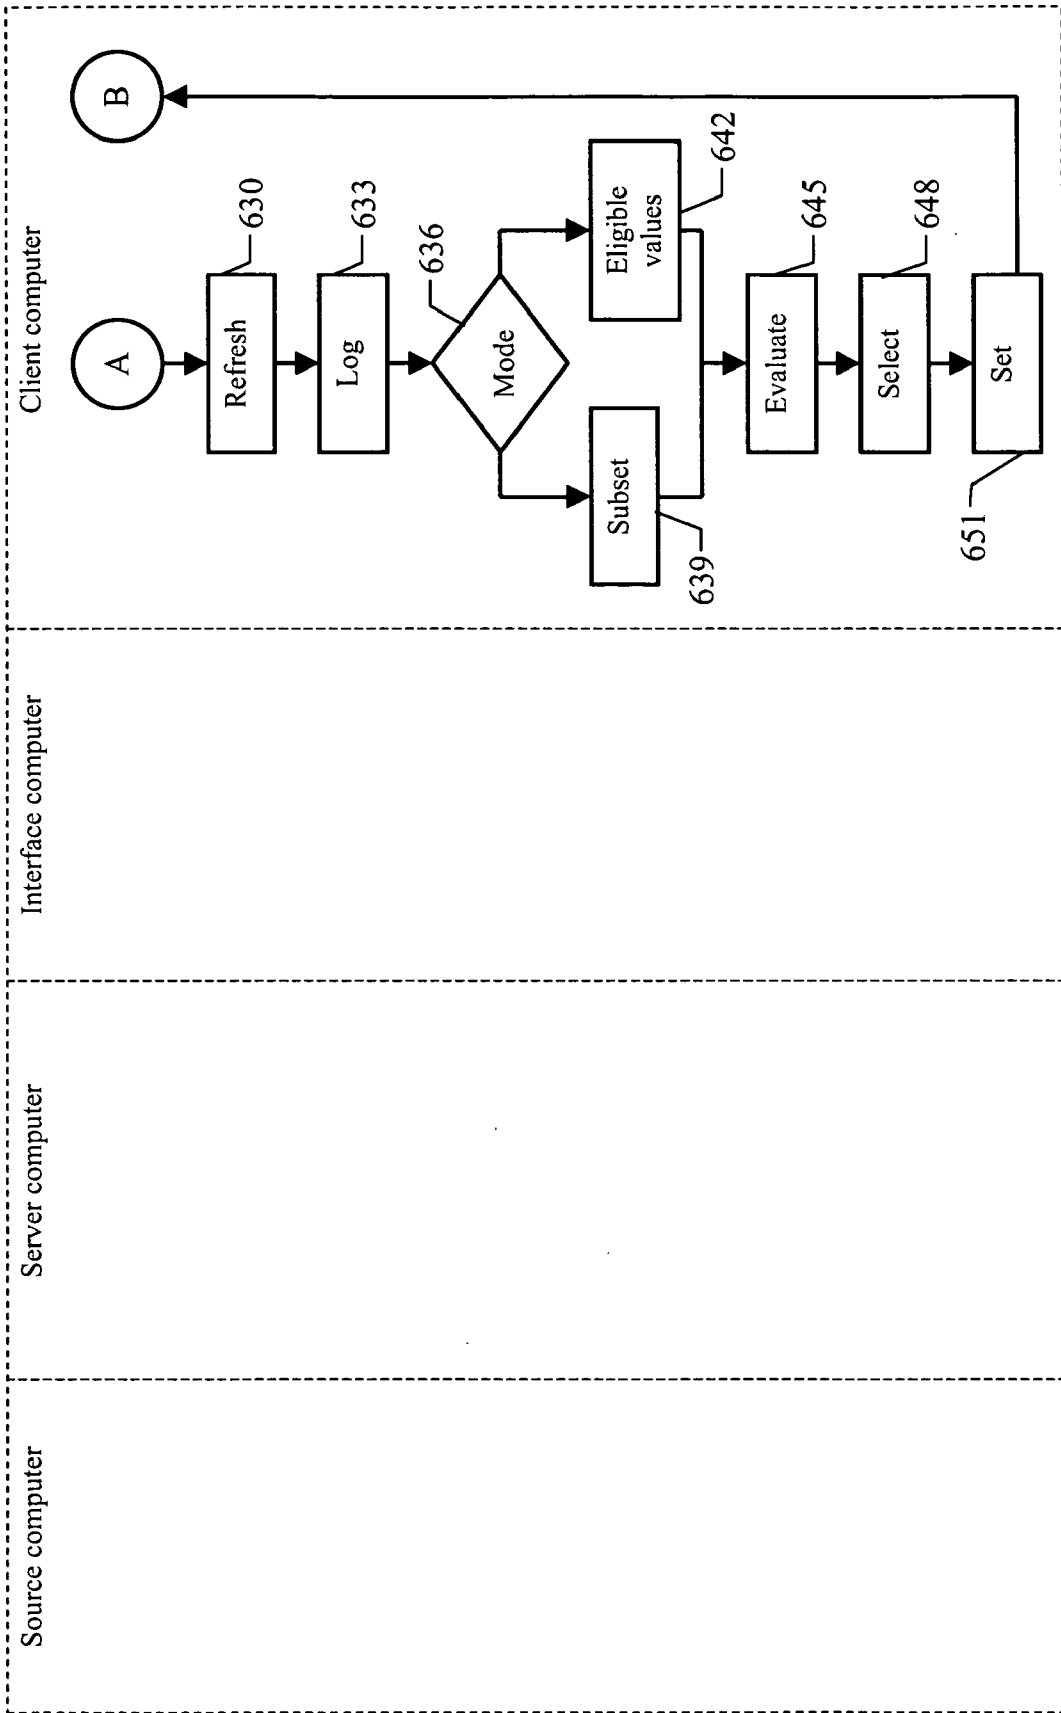 Source computer
Server computer
Interface computer
Client computer
A
B
Refresh
630
Log
633
Mode
636
Subset
639
Eligible
values
642
Evaluate
645
Select
648
Set
651